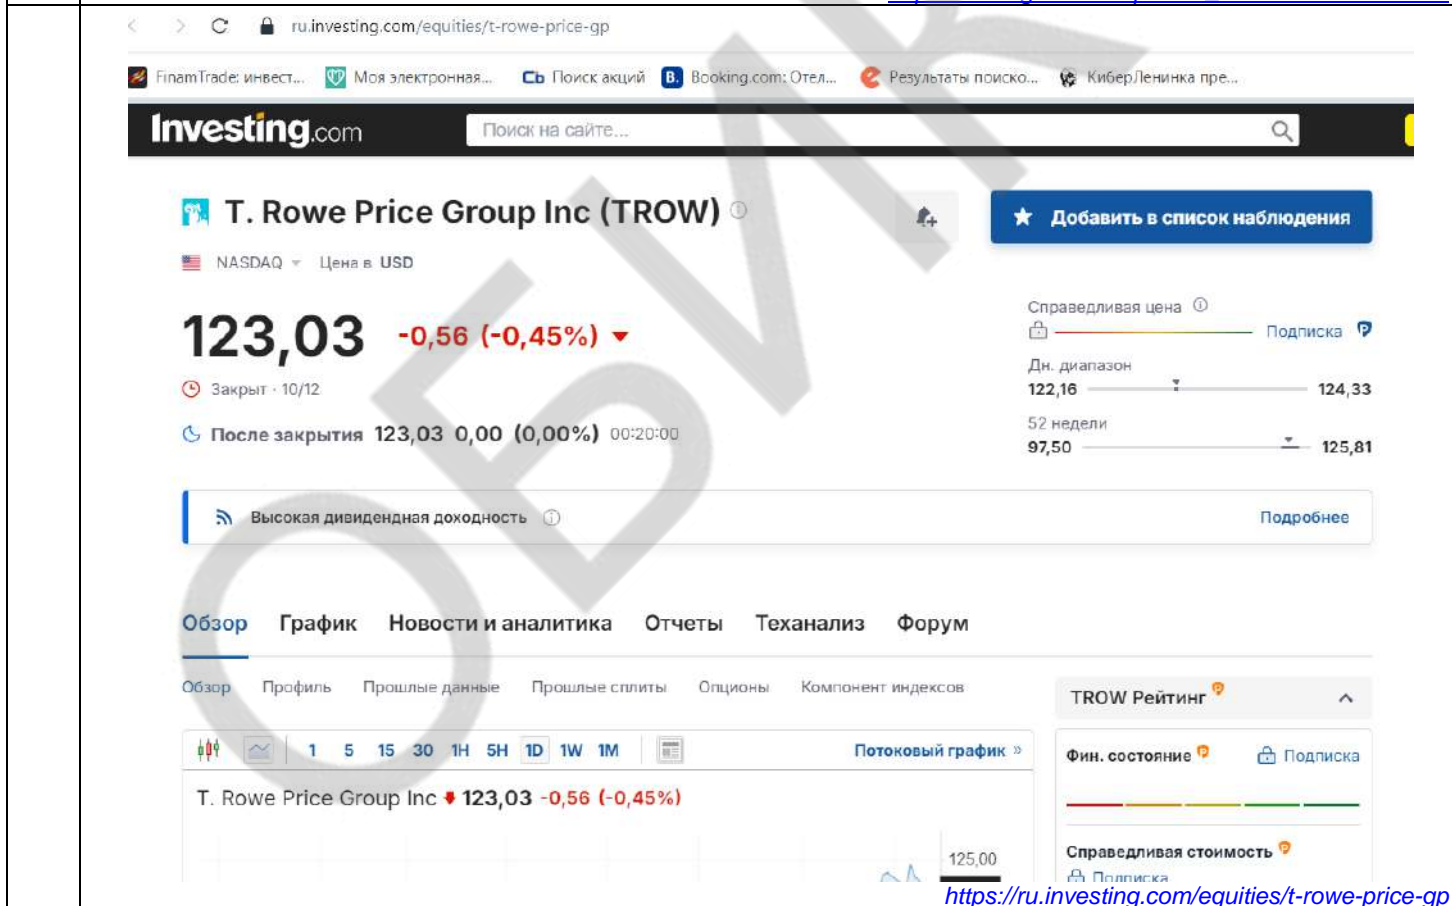 ru.investing.com/equities/t-rowe-price-gp
FinamTrade: инвест... Моя электронная... Cb Поиск акций B. Booking.com: Отел... Результаты поиско... КиберЛенинка пре...
Investing.com Поиск на сайте...
T. Rowe Price Group Inc (TROW)
Добавить в список наблюдения
NASDAQ Цена в USD
123,03 -0,56 (-0,45%)
Справедливая цена
Подписка
Дн. диапазон
122,16 124,33
Закрыт · 10/12
52 недели
97,50 125,81
После закрытия 123,03 0,00 (0,00%) 00:20:00
Высокая дивидендная доходность Подробнее
Обзор График Новости и аналитика Отчеты Теханализ Форум
Обзор Профиль Прошлые данные Прошлые сплиты Опционы Компонент индексов
TROW Рейтинг
1 5 15 30 1H 5H 1D 1W 1M Потоковый график »
Фин. состояние Подписка
T. Rowe Price Group Inc 123,03 -0,56 (-0,45%)
125,00
Справедливая стоимость
Подписка
https://ru.investing.com/equities/t-rowe-price-gp
ОБИК